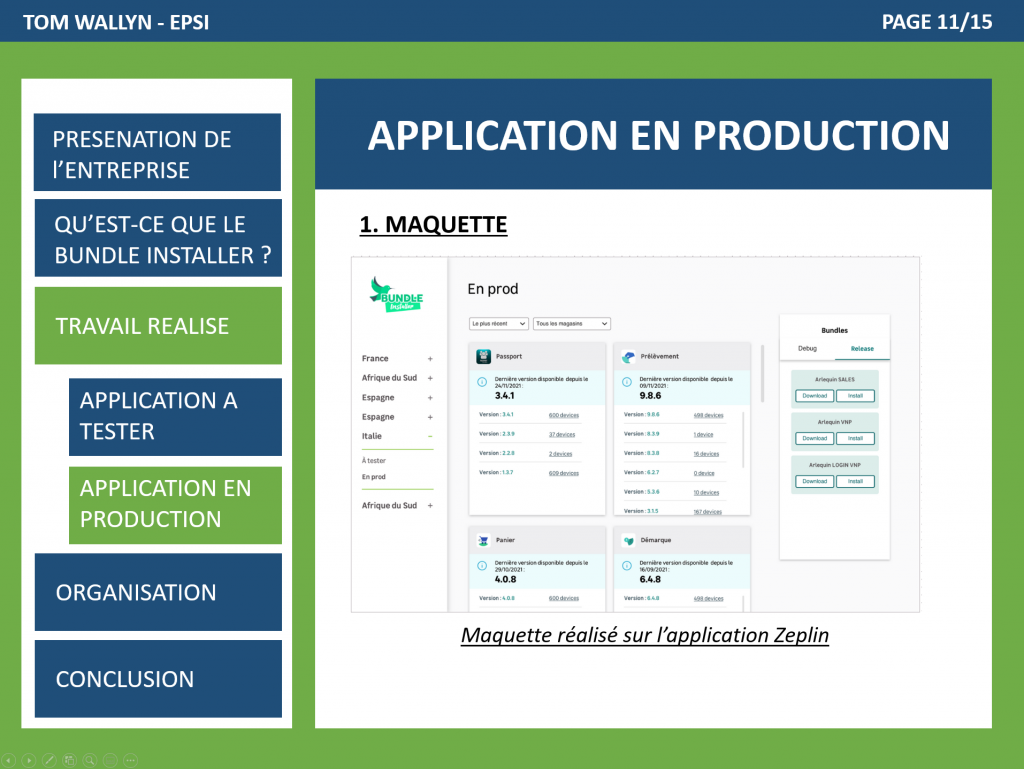 TOM WALLYN - EPSI
PAGE 11/15
PRESENATION DE
l’ENTREPRISE
QU’EST-CE QUE LE
BUNDLE INSTALLER ?
TRAVAIL REALISE
APPLICATION A
TESTER
APPLICATION EN
PRODUCTION
ORGANISATION
CONCLUSION
APPLICATION EN PRODUCTION
1. MAQUETTE
BUNDLE
En prod
Le plus récent
Tous les magasins
France +
Afrique du Sud +
Espagne +
Espagne +
Italie -
À tester
En prod
Afrique du Sud +
Passport
Dernière version disponible depuis le
24/11/2021 :
3.4.1
Version : 3.4.1 600 devices
Version : 2.3.9 37 devices
Version : 2.2.8 2 devices
Version : 1.3.7 609 devices
Prélèvement
Dernière version disponible depuis le
09/11/2021 :
9.8.6
Version : 9.8.6 498 devices
Version : 8.3.9 1 device
Version : 8.3.8 16 devices
Version : 6.2.7 0 device
Version : 5.3.6 10 devices
Version : 3.1.5 167 devices
Panier
Dernière version disponible depuis le
29/10/2021 :
4.0.8
Version : 4.0.8 600 devices
Démarque
Dernière version disponible depuis le
16/09/2021 :
6.4.8
Version : 6.4.8 498 devices
Bundles
Debug Release
Arlequin SALES
Download Install
Arlequin VNP
Download Install
Arlequin LOGIN VNP
Download Install
Maquette réalisé sur l’application Zeplin